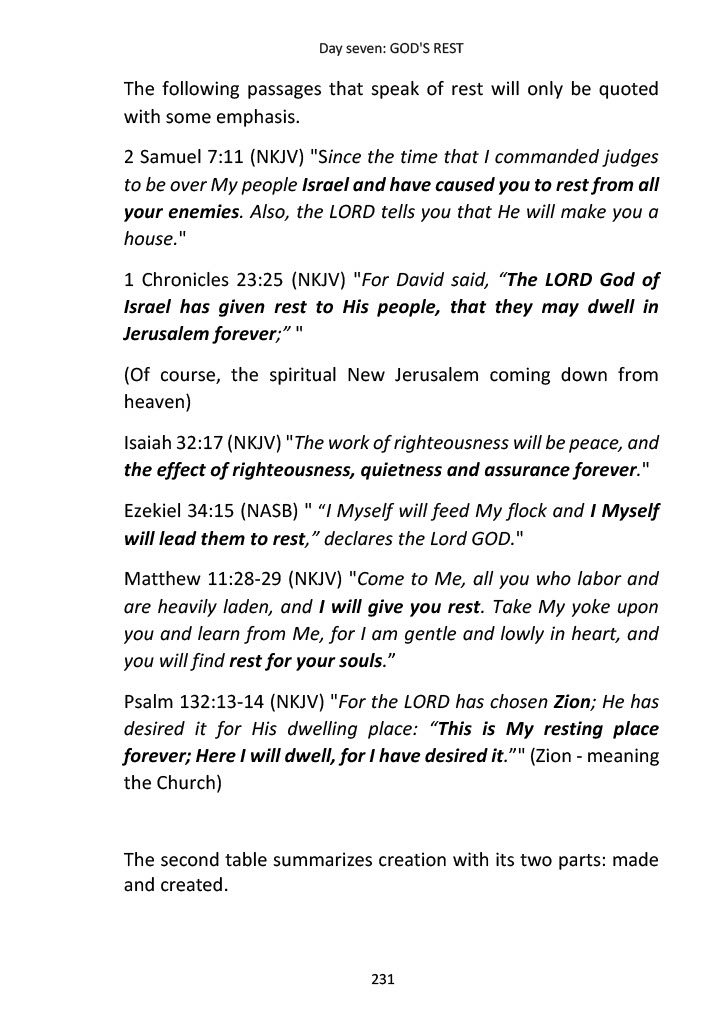 Day seven: GOD'S REST
The following passages that speak of rest will only be quoted
with some emphasis.
2 Samuel 7:11 (NKJV) "Since the time that I commanded judges
to be over My people Israel and have caused you to rest from all
your enemies. Also, the LORD tells you that He will make you a
house."
1 Chronicles 23:25 (NKJV) "For David said, “The LORD God of
Israel has given rest to His people, that they may dwell in
Jerusalem forever;” "
(Of course, the spiritual New Jerusalem coming down from
heaven)
Isaiah 32:17 (NKJV) "The work of righteousness will be peace, and
the effect of righteousness, quietness and assurance forever."
Ezekiel 34:15 (NASB) " “I Myself will feed My flock and I Myself
will lead them to rest,” declares the Lord GOD."
Matthew 11:28-29 (NKJV) "Come to Me, all you who labor and
are heavily laden, and I will give you rest. Take My yoke upon
you and learn from Me, for I am gentle and lowly in heart, and
you will find rest for your souls.”
Psalm 132:13-14 (NKJV) "For the LORD has chosen Zion; He has
desired it for His dwelling place: “This is My resting place
forever; Here I will dwell, for I have desired it.”" (Zion - meaning
the Church)
The second table summarizes creation with its two parts: made
and created.
231